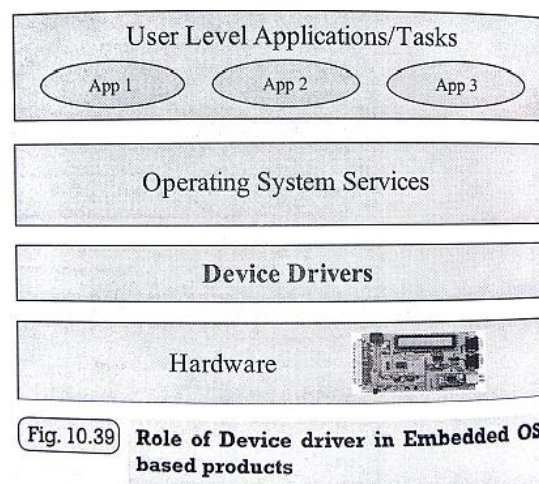 User Level Applications/Tasks
App 1 App 2 App 3
Operating System Services
Device Drivers
Hardware
Fig. 10.39 Role of Device driver in Embedded OS
based products